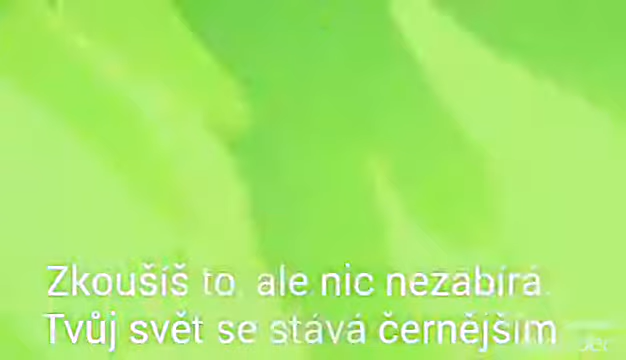 Zkoušíš to, ale nic nezabírá.
Tvůj svět se stává černějším